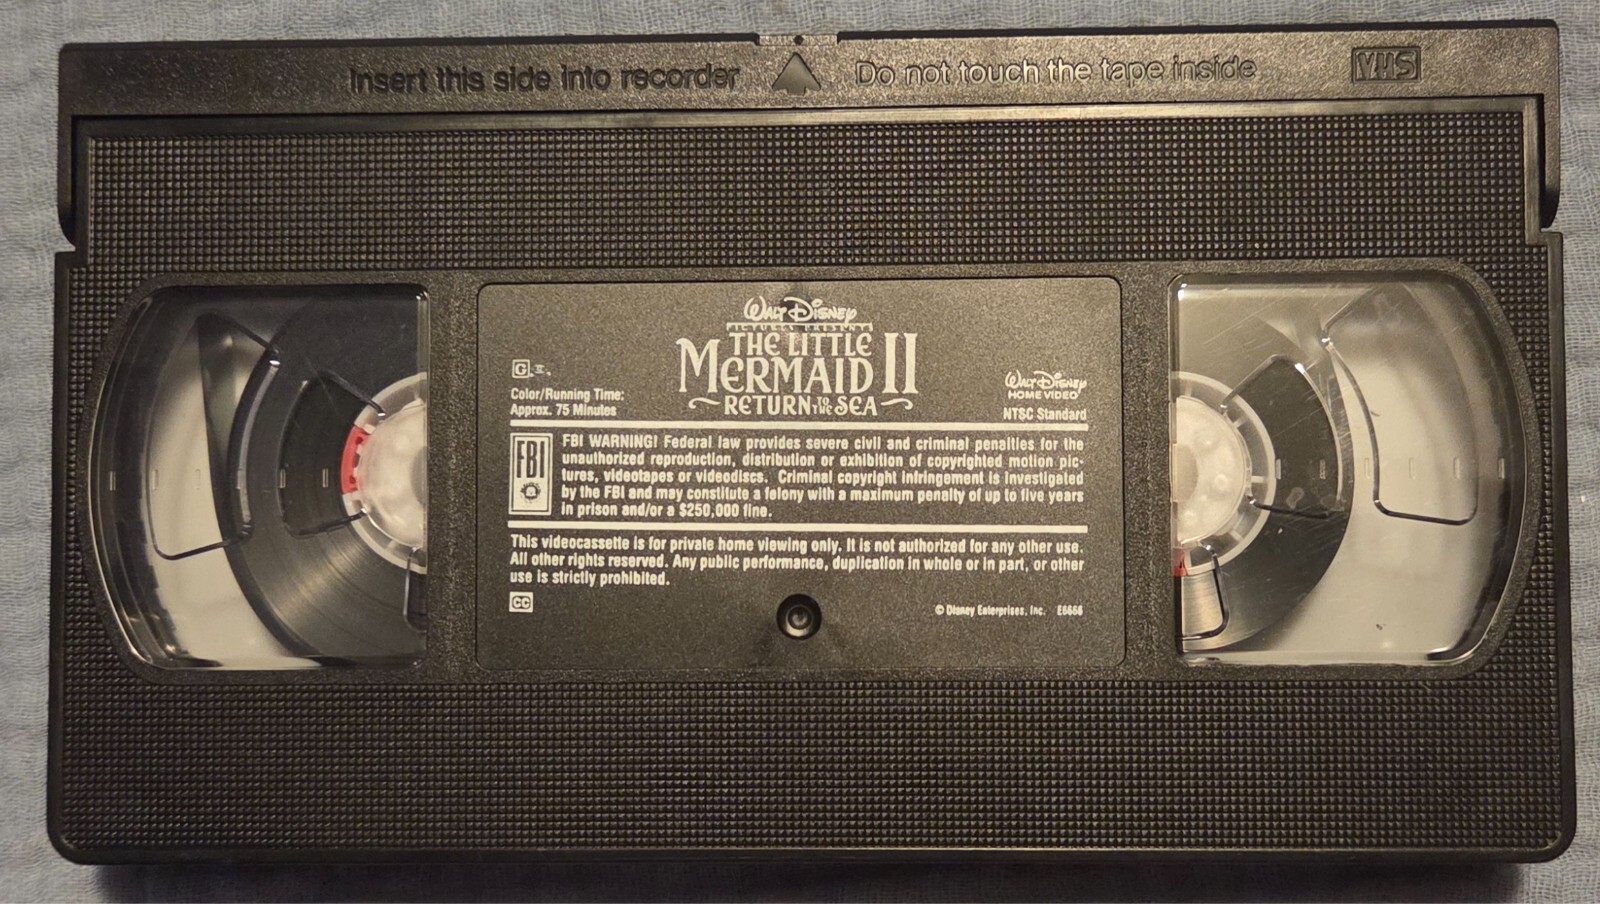 Insert this side into recorder Do not touch the tape inside VHS
Walt Disney
PICTURES PRESENTS
THE LITTLE
MERMAID II
RETURN TO THE SEA
G
Color/Running Time:
Approx. 75 Minutes
Walt Disney
HOME VIDEO
NTSC Standard
FBI
FBI WARNING! Federal law provides severe civil and criminal penalties for the
unauthorized reproduction, distribution or exhibition of copyrighted motion pic-
tures, videotapes or videodiscs. Criminal copyright infringement is investigated
by the FBI and may constitute a felony with a maximum penalty of up to five years
in prison and/or a $250,000 fine.
This videocassette is for private home viewing only. It is not authorized for any other use.
All other rights reserved. Any public performance, duplication in whole or in part, or other
use is strictly prohibited.
CC
© Disney Enterprises, Inc. E6666